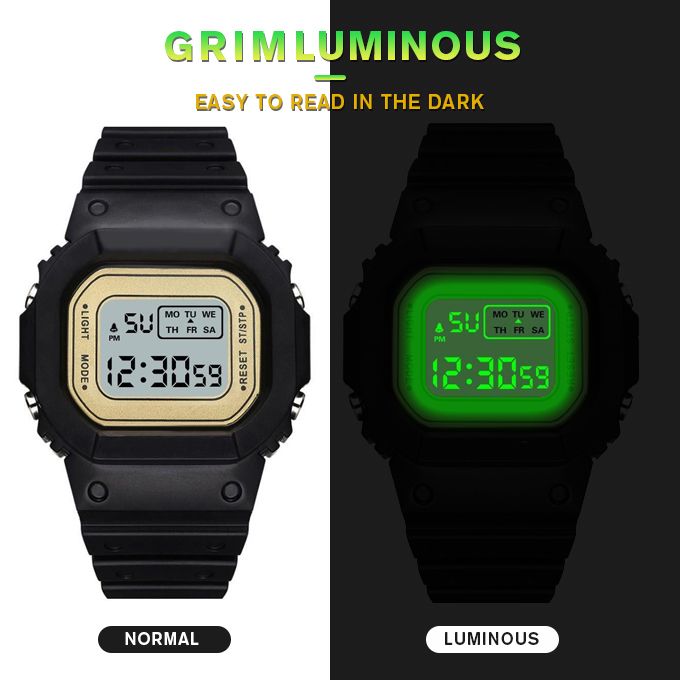 GRIMLUMINOUS
EASY TO READ IN THE DARK
LIGHT
MODE
ST/STP
RESET
SU
MO TU WE
TH FR SA
PM
12:30 59
SU
MO TU WE
TH FR SA
PM
12:30 59
NORMAL
LUMINOUS